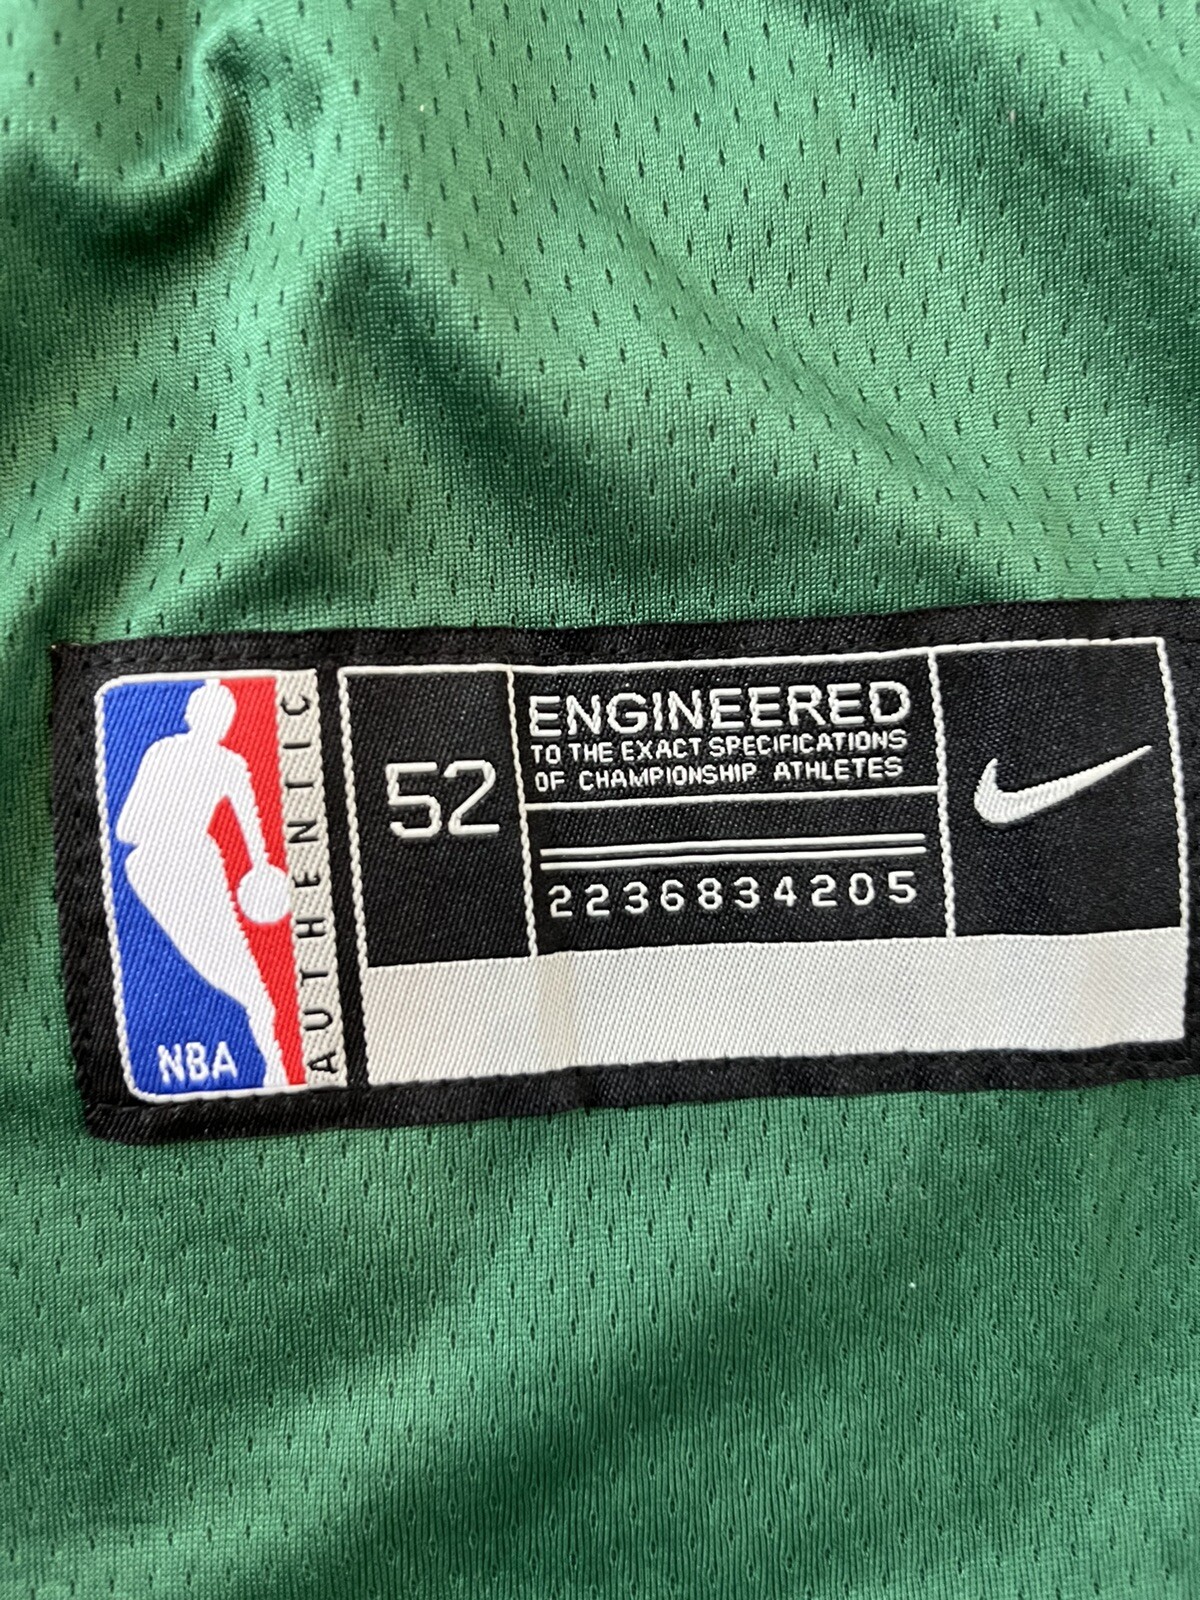 NBA
AUTHENTIC
52
ENGINEERED
TO THE EXACT SPECIFICATIONS
OF CHAMPIONSHIP ATHLETES
2236834205